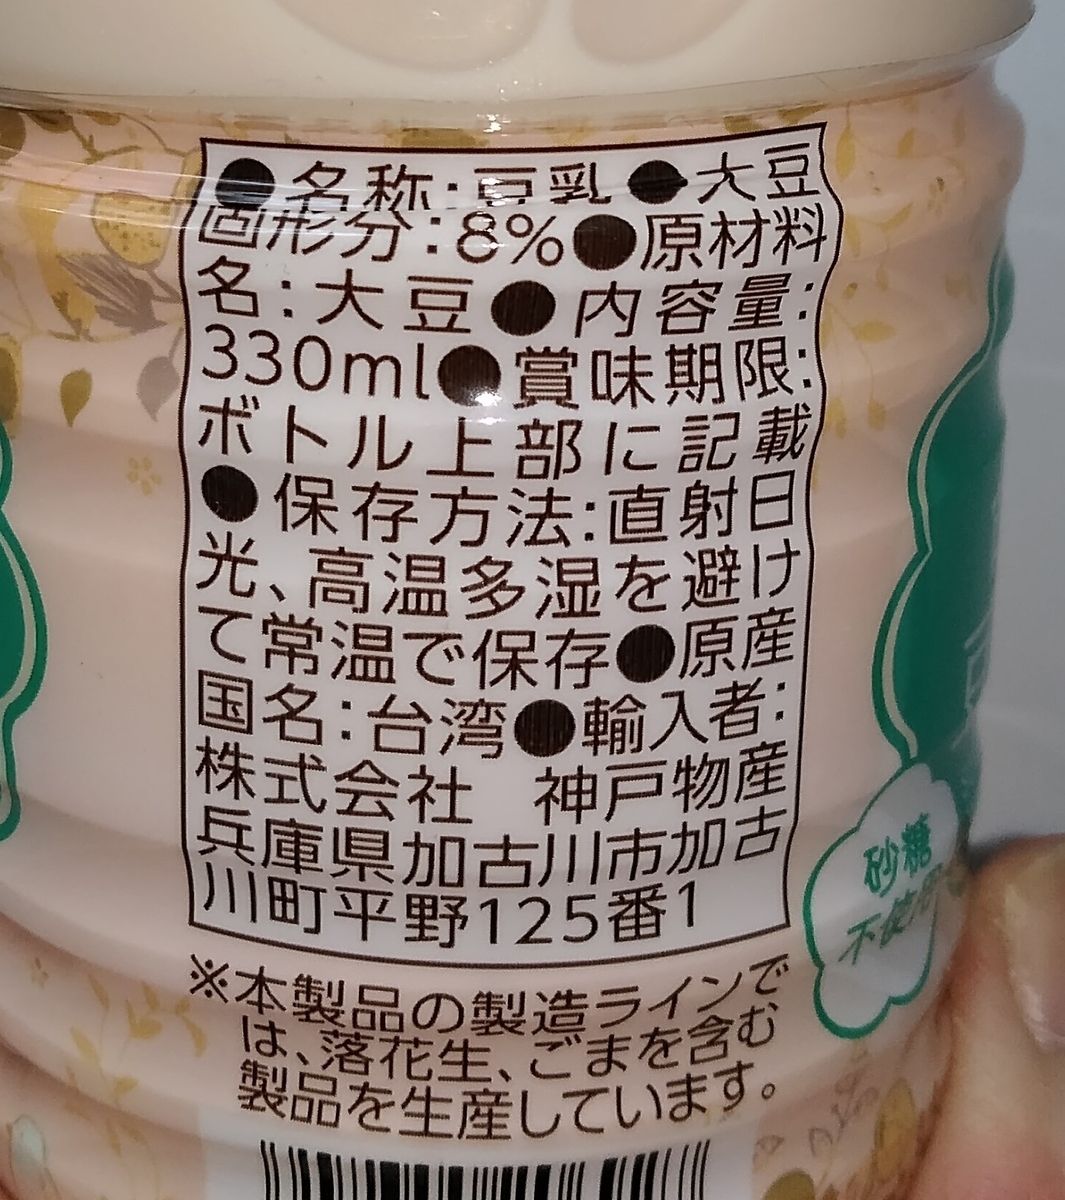 ●名称:豆乳●大豆
固形分:8%●原材料
名:大豆●内容量:
330ml●賞味期限:
ボトル上部に記載
●保存方法:直射日
光、高温多湿を避け
て常温で保存●原産
国名:台湾●輸入者:
株式会社　神戸物産
兵庫県加古川市加古
川町平野125番1
※本製品の製造ラインで
は、落花生、ごまを含む
製品を生産しています。
砂糖
不使用